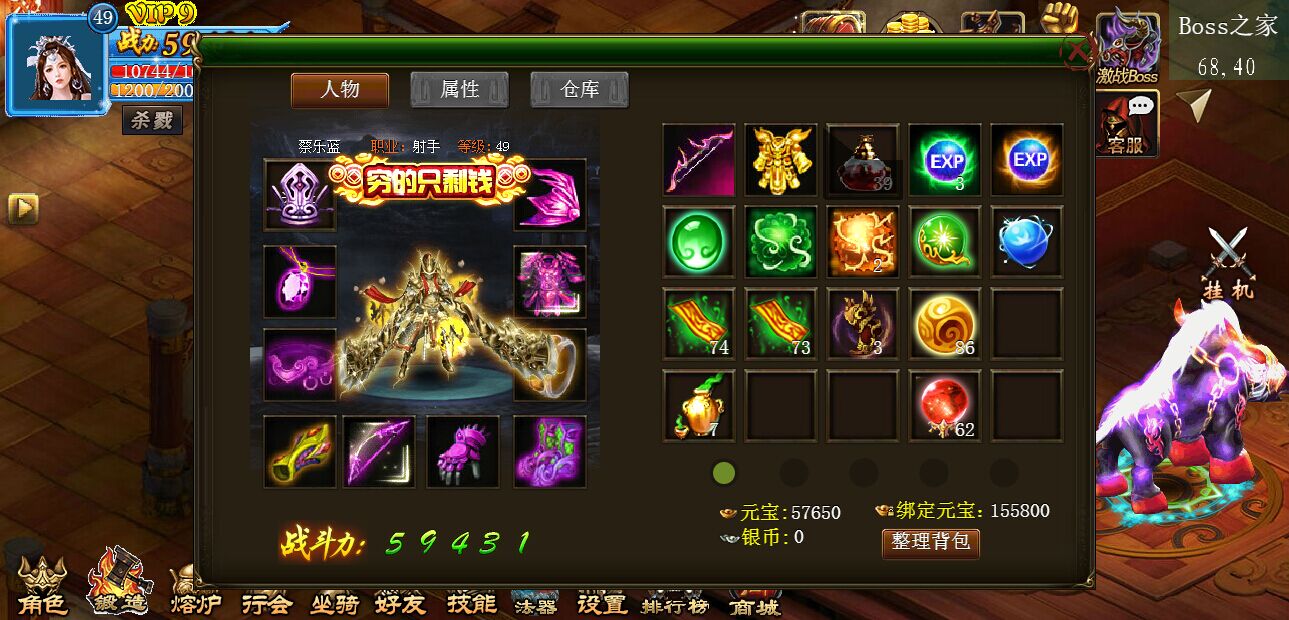 49
VIP9
战力 59
10744/1
1200/200
杀戮
Boss之家
68,40
激战Boss
客服
挂机
人物
属性
仓库
蔡乐蓝 职业：射手 等级：49
穷的只剩钱
39
EXP
3
EXP
2
74
73
3
86
7
62
战斗力：59431
元宝:57650
绑定元宝：155800
银币:0
整理背包
角色 锻造 熔炉 行会 坐骑 好友 技能 法器 设置 排行榜 商城